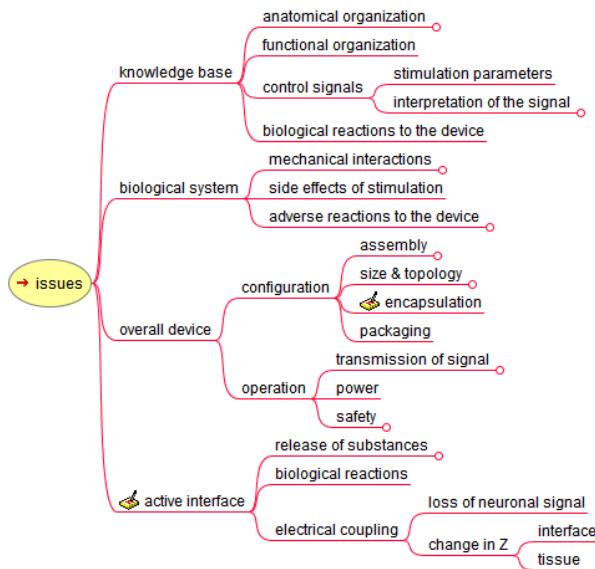 anatomical organization
functional organization
knowledge base
stimulation parameters
control signals
interpretation of the signal
biological reactions to the device
mechanical interactions
biological system
side effects of stimulation
adverse reactions to the device
assembly
size & topology
configuration
encapsulation
packaging
issues
overall device
transmission of signal
operation
power
safety
release of substances
biological reactions
active interface
loss of neuronal signal
electrical coupling
interface
change in Z
tissue